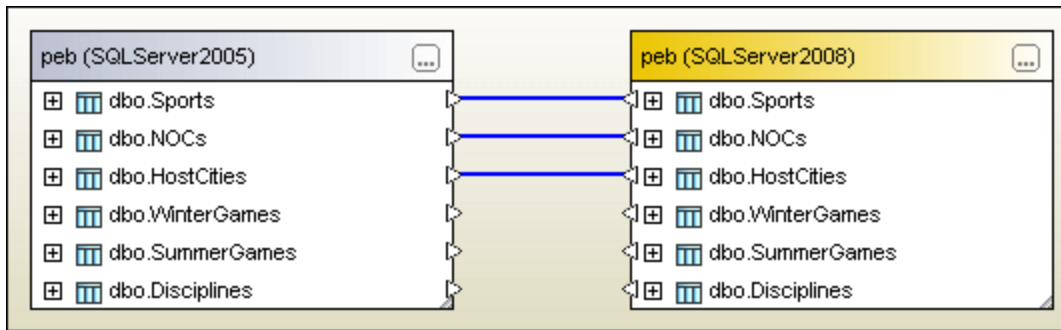 peb (SQLServer2005)
dbo.Sports
dbo.NOCs
dbo.HostCities
dbo.WinterGames
dbo.SummerGames
dbo.Disciplines
peb (SQLServer2008)
dbo.Sports
dbo.NOCs
dbo.HostCities
dbo.WinterGames
dbo.SummerGames
dbo.Disciplines